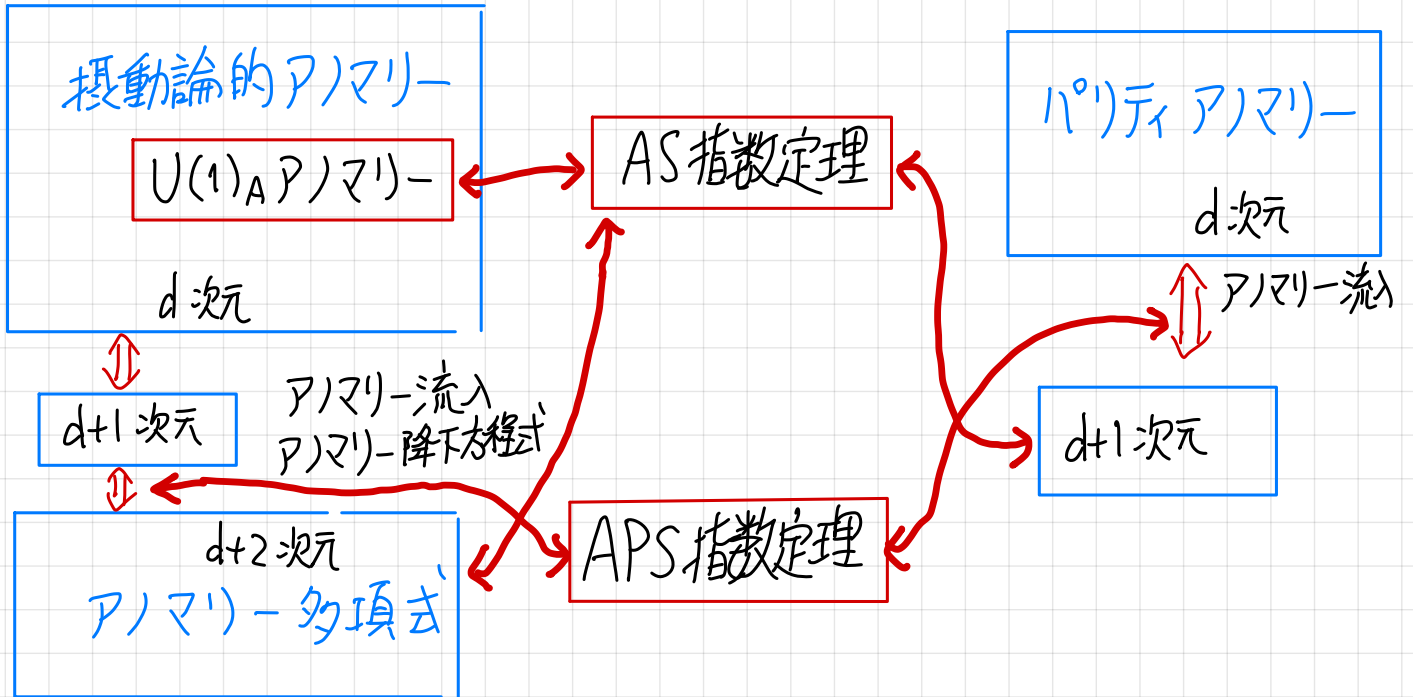 摂動論的アノマリー
U(1)Aアノマリー
d次元
d+1次元
アノマリー流入
アノマリー降下方程式
d+2次元
アノマリー多項式
AS指数定理
APS指数定理
パリティアノマリー
d次元
アノマリー流入
d+1次元